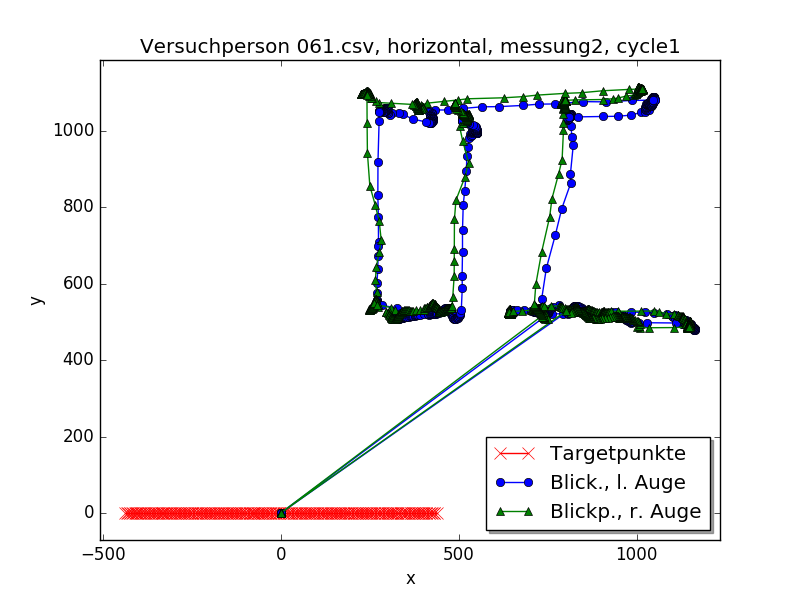 Versuchperson 061.csv, horizontal, messung2, cycle1
y
1000
800
600
400
200
0
−500
0
500
1000
x
Targetpunkte
Blick., l. Auge
Blickp., r. Auge